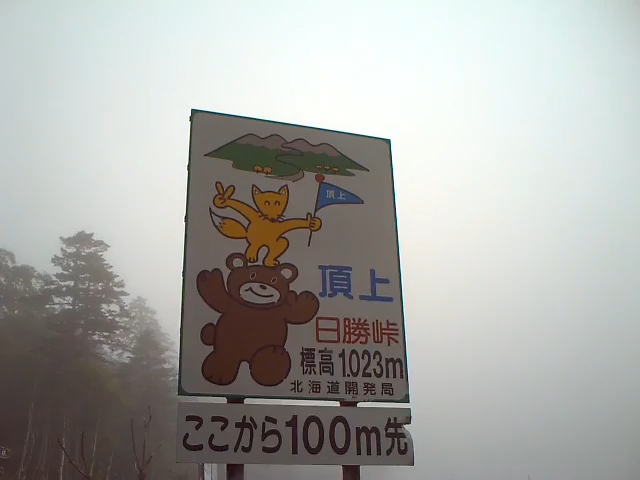 頂上
頂上
日勝峠
標高1.023m
北海道開発局
ここから100m先